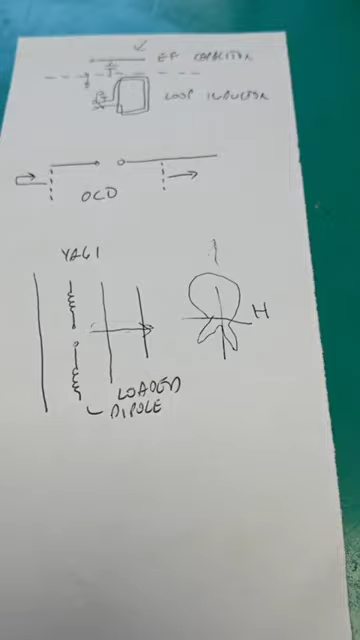 EF CAPACITOR
LOOP INDUCTOR
OCD
YAGI
H
LOADED
DIPOLE